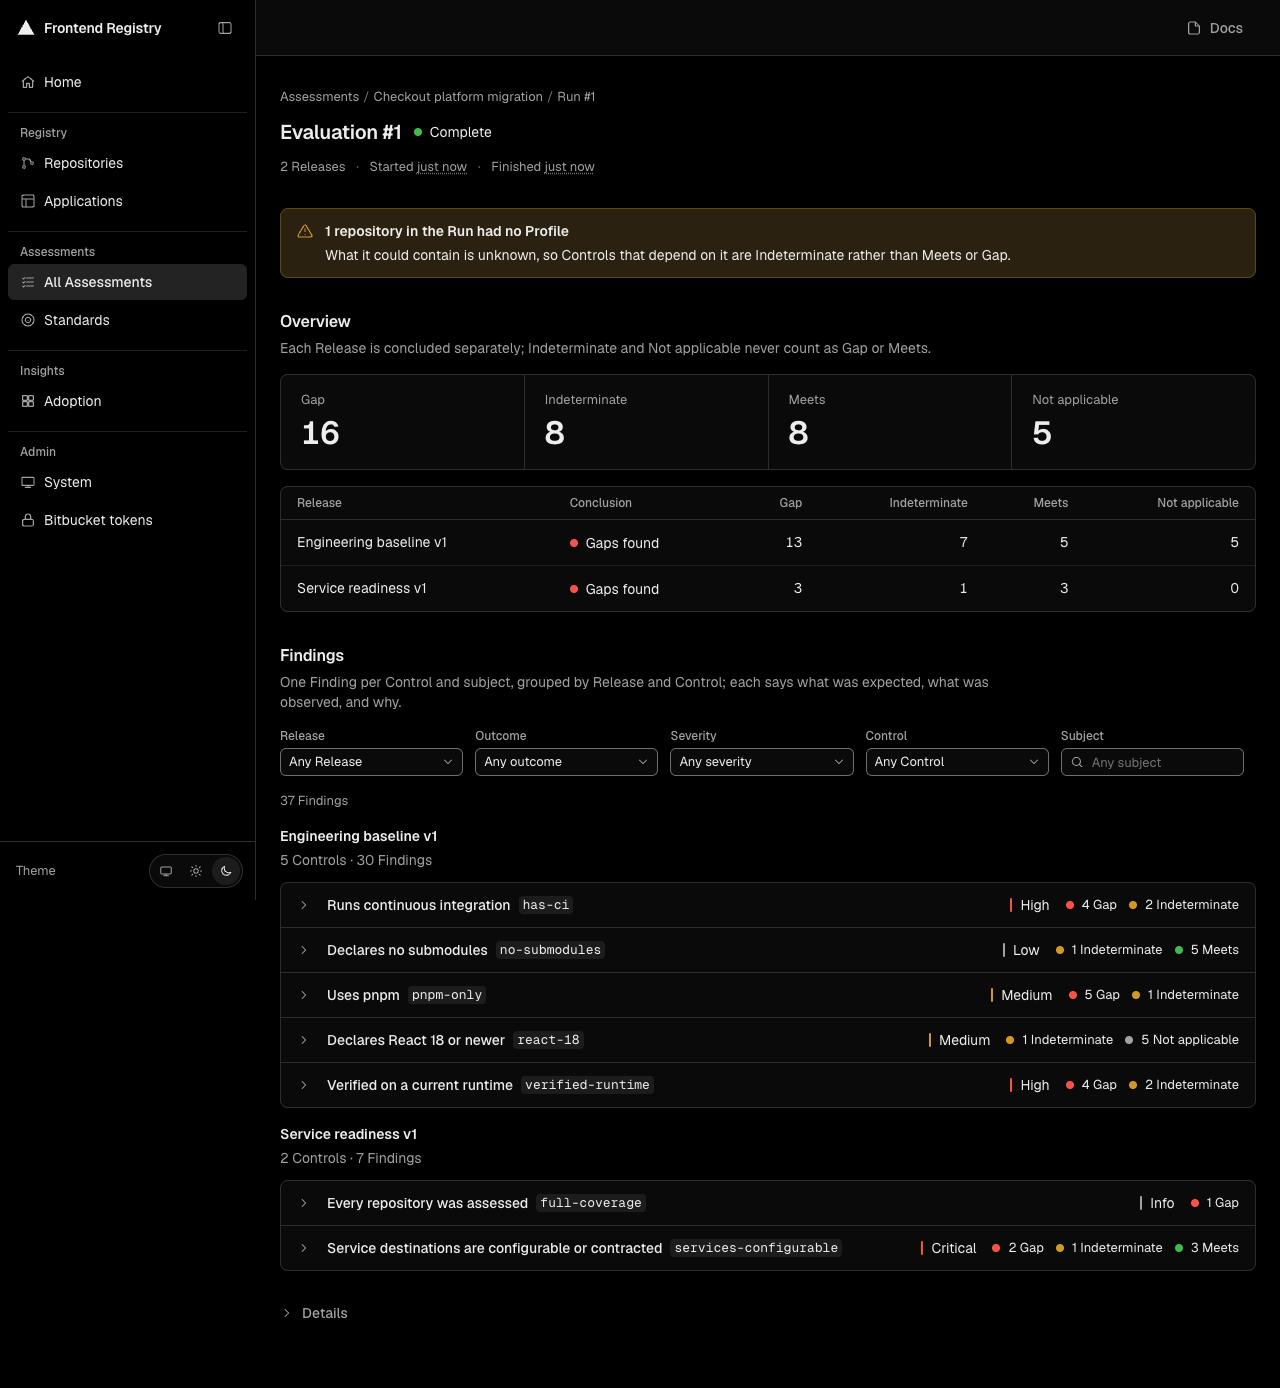 Frontend Registry
Docs
Home
Registry
Repositories
Applications
Assessments
All Assessments
Standards
Insights
Adoption
Admin
System
Bitbucket tokens
Theme
Assessments / Checkout platform migration / Run #1
Evaluation #1 Complete
2 Releases · Started just now · Finished just now
1 repository in the Run had no Profile
What it could contain is unknown, so Controls that depend on it are Indeterminate rather than Meets or Gap.
Overview
Each Release is concluded separately; Indeterminate and Not applicable never count as Gap or Meets.
Gap Indeterminate Meets Not applicable
16 8 8 5
Release Conclusion Gap Indeterminate Meets Not applicable
Engineering baseline v1 Gaps found 13 7 5 5
Service readiness v1 Gaps found 3 1 3 0
Findings
One Finding per Control and subject, grouped by Release and Control; each says what was expected, what was
observed, and why.
Release Outcome Severity Control Subject
Any Release Any outcome Any severity Any Control Any subject
37 Findings
Engineering baseline v1
5 Controls · 30 Findings
Runs continuous integration has-ci High 4 Gap 2 Indeterminate
Declares no submodules no-submodules Low 1 Indeterminate 5 Meets
Uses pnpm pnpm-only Medium 5 Gap 1 Indeterminate
Declares React 18 or newer react-18 Medium 1 Indeterminate 5 Not applicable
Verified on a current runtime verified-runtime High 4 Gap 2 Indeterminate
Service readiness v1
2 Controls · 7 Findings
Every repository was assessed full-coverage Info 1 Gap
Service destinations are configurable or contracted services-configurable Critical 2 Gap 1 Indeterminate 3 Meets
Details